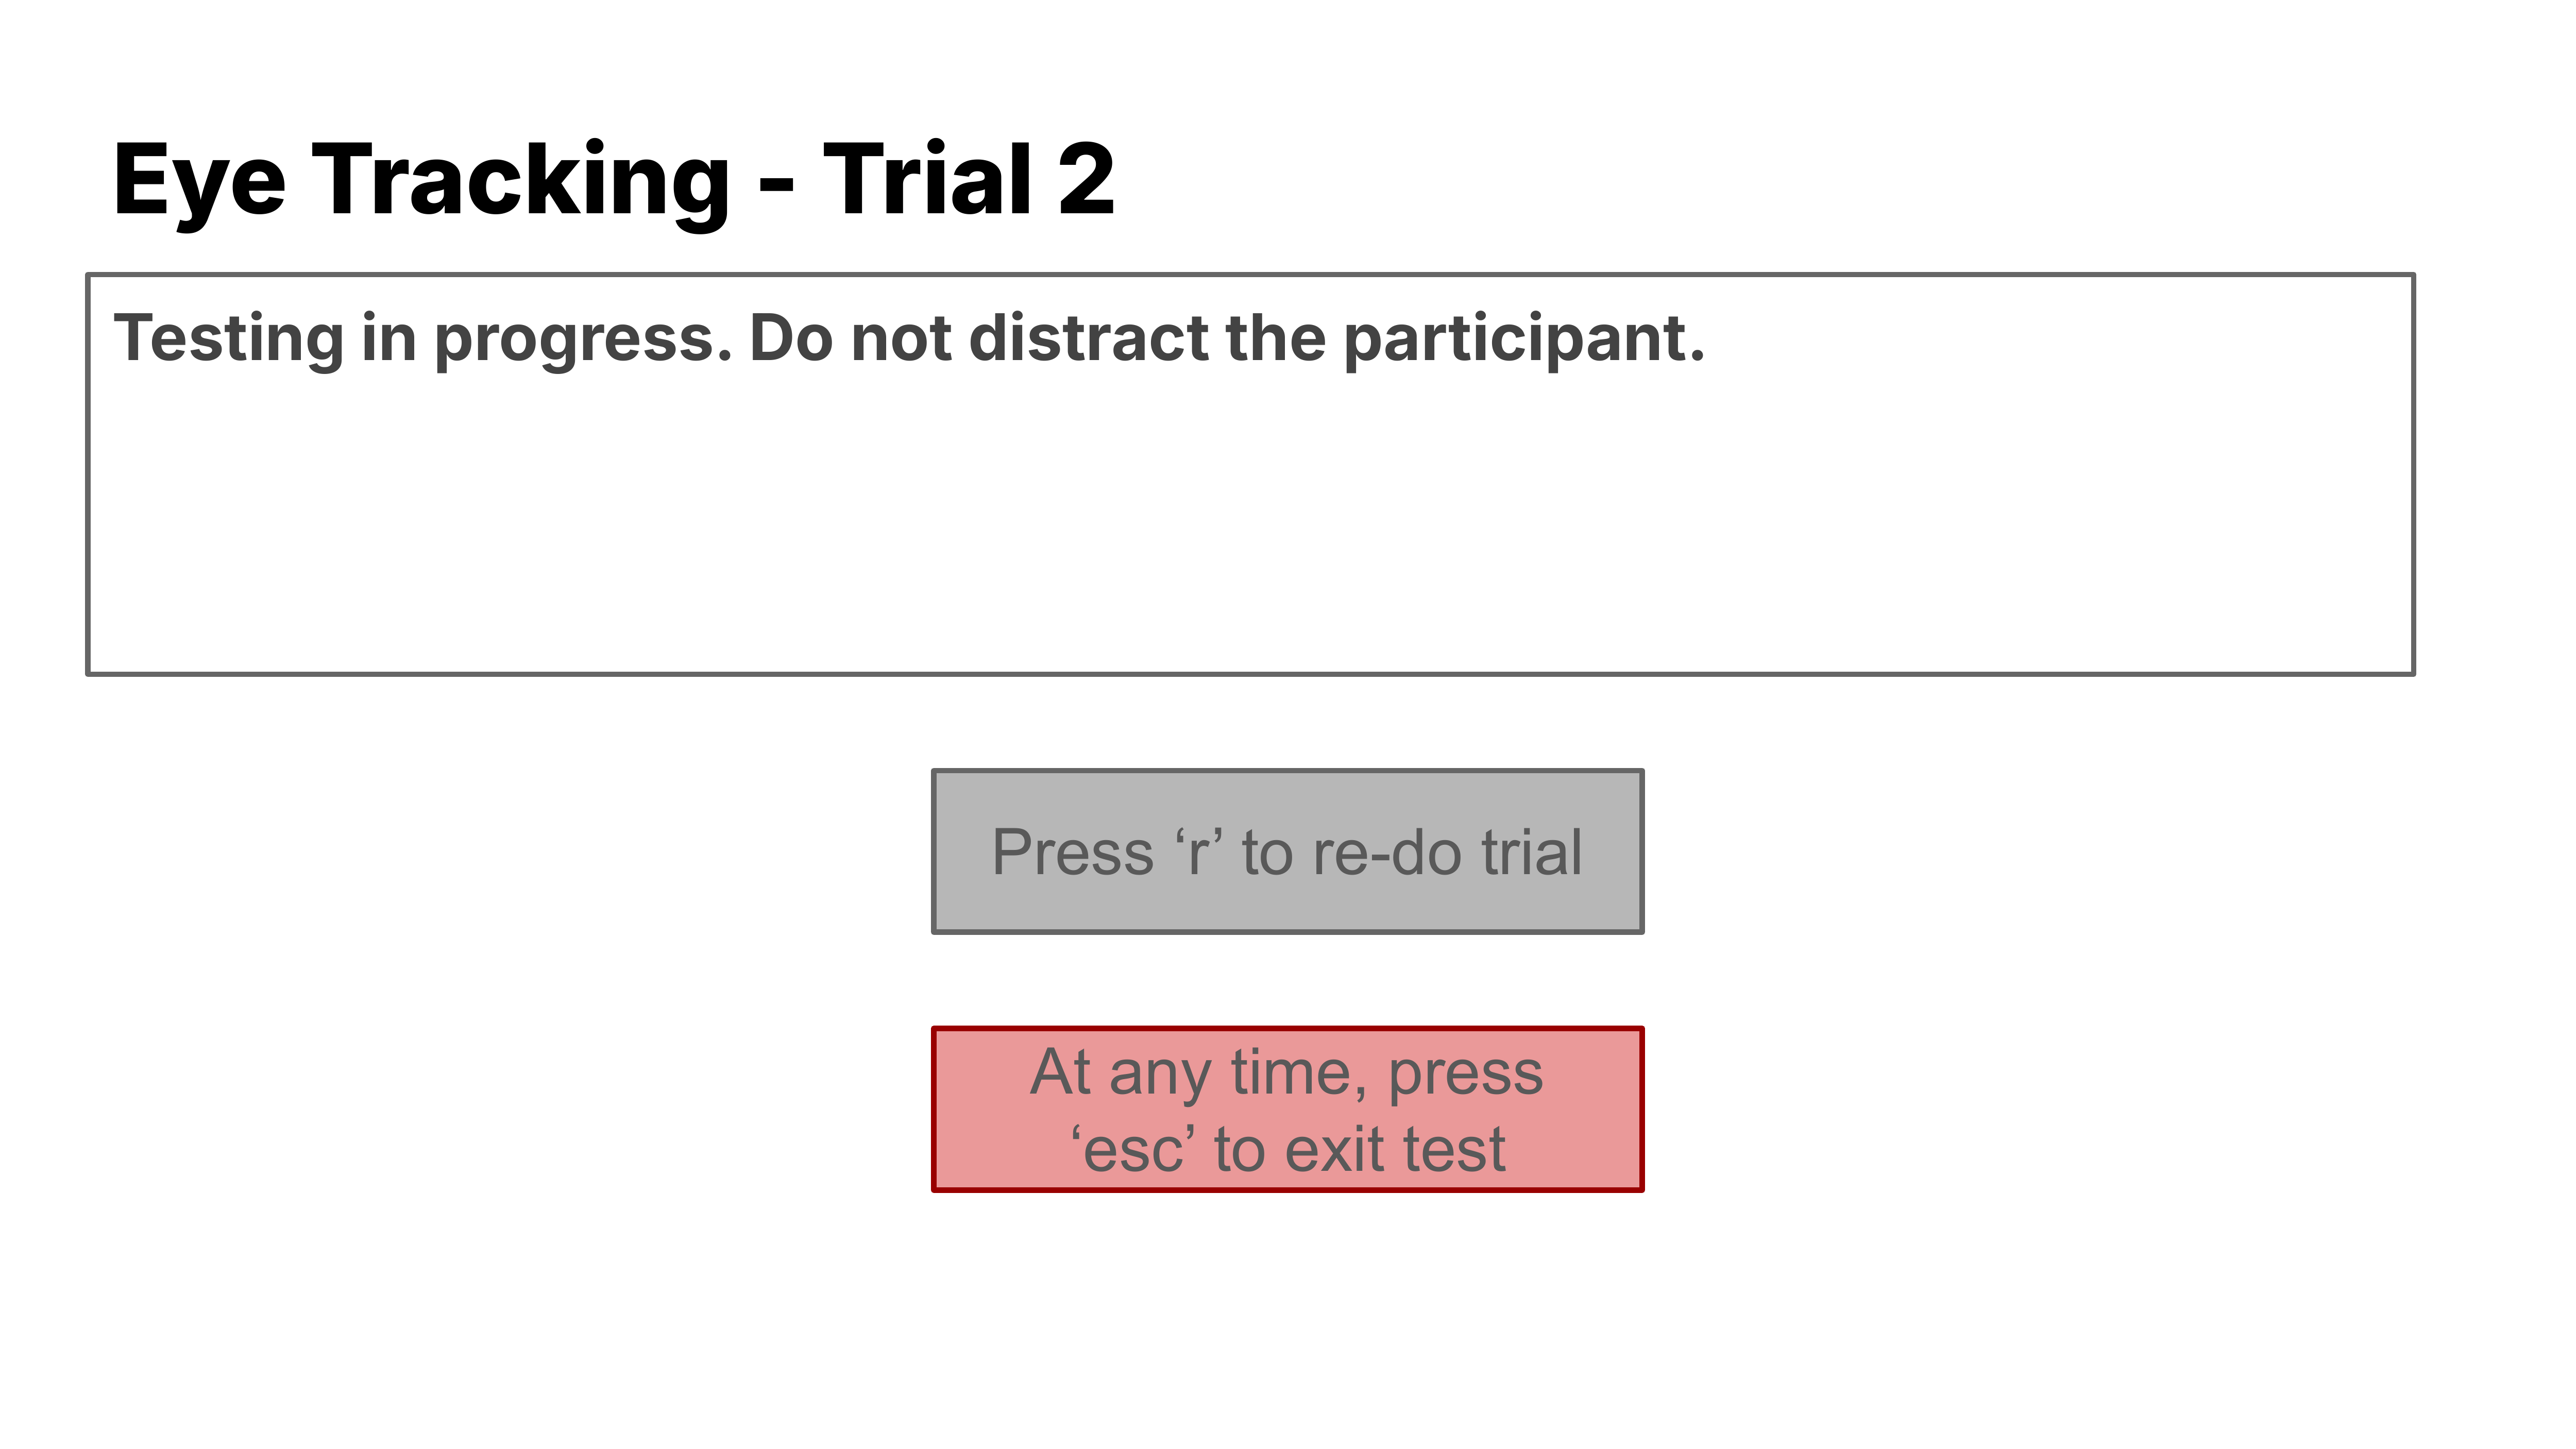 Eye Tracking - Trial 2
Testing in progress. Do not distract the participant.
Press ‘r’ to re-do trial
At any time, press
‘esc’ to exit test